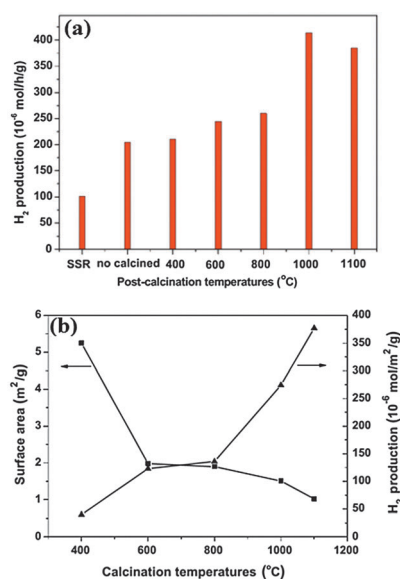 (a)
H₂ production (10⁻⁶ mol/h/g)
400
350
300
250
200
150
100
50
0
SSR no calcined 400 600 800 1000 1100
Post-calcination temperatures (°C)
(b)
Surface area (m²/g)
6
5
4
3
2
1
0
400
350
300
250
200
150
100
50
0
H₂ production (10⁻⁶ mol/m²/g)
400 600 800 1000 1200
Calcination temperatures (°C)